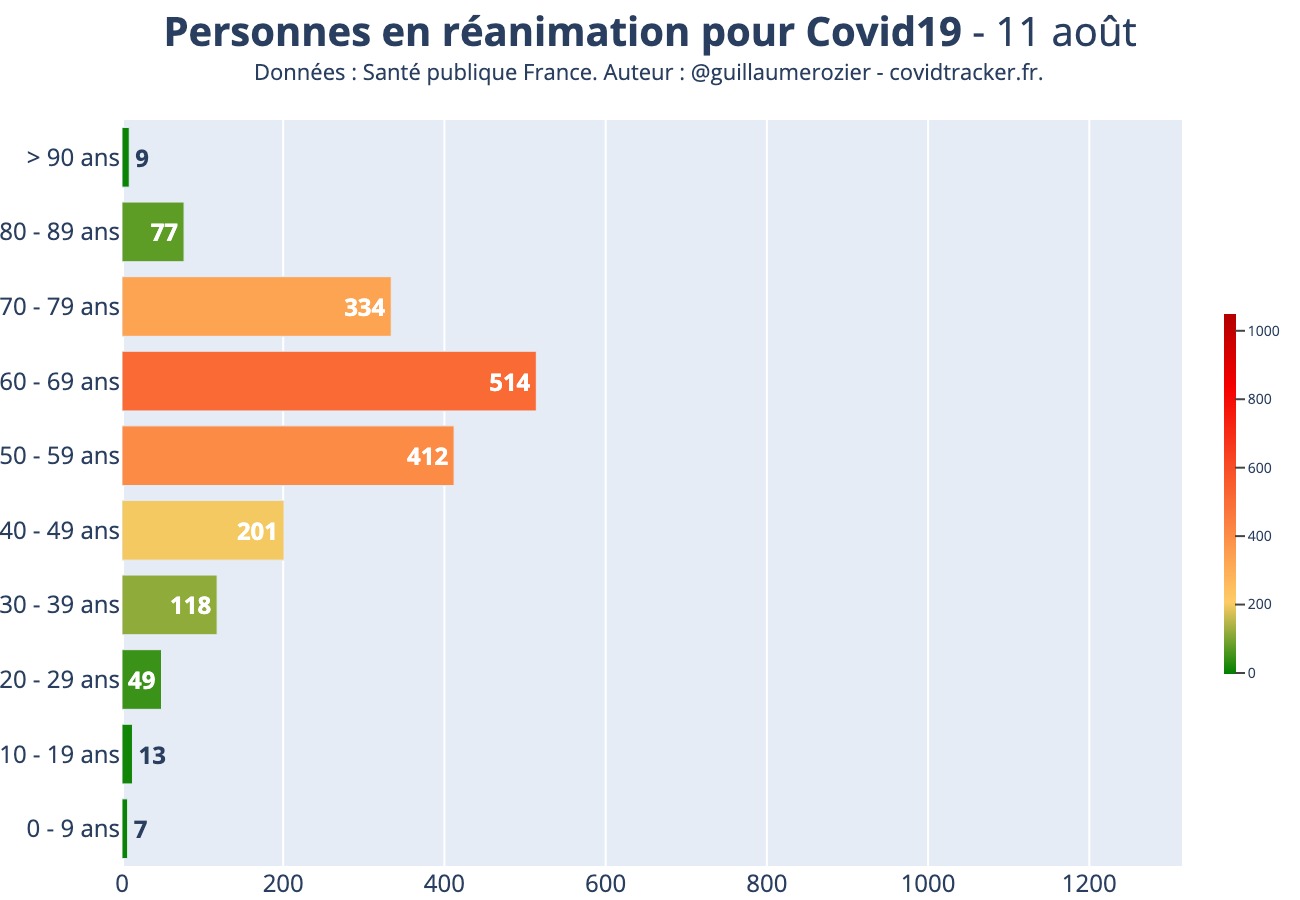 Personnes en réanimation pour Covid19 - 11 août
Données : Santé publique France. Auteur : @guillaumerozier - covidtracker.fr.
> 90 ans 9
80 - 89 ans 77
70 - 79 ans 334
60 - 69 ans 514
50 - 59 ans 412
40 - 49 ans 201
30 - 39 ans 118
20 - 29 ans 49
10 - 19 ans 13
0 - 9 ans 7
0 200 400 600 800 1000 1200
1000
800
600
400
200
0